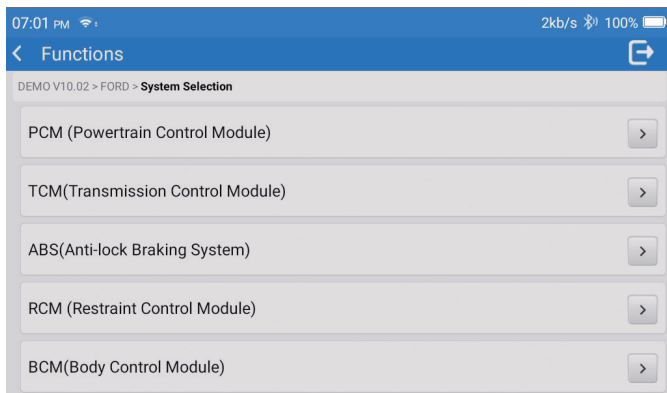 07:01 PM 2kb/s 100%
Functions
DEMO V10.02 > FORD > System Selection
PCM (Powertrain Control Module)
TCM(Transmission Control Module)
ABS(Anti-lock Braking System)
RCM (Restraint Control Module)
BCM(Body Control Module)